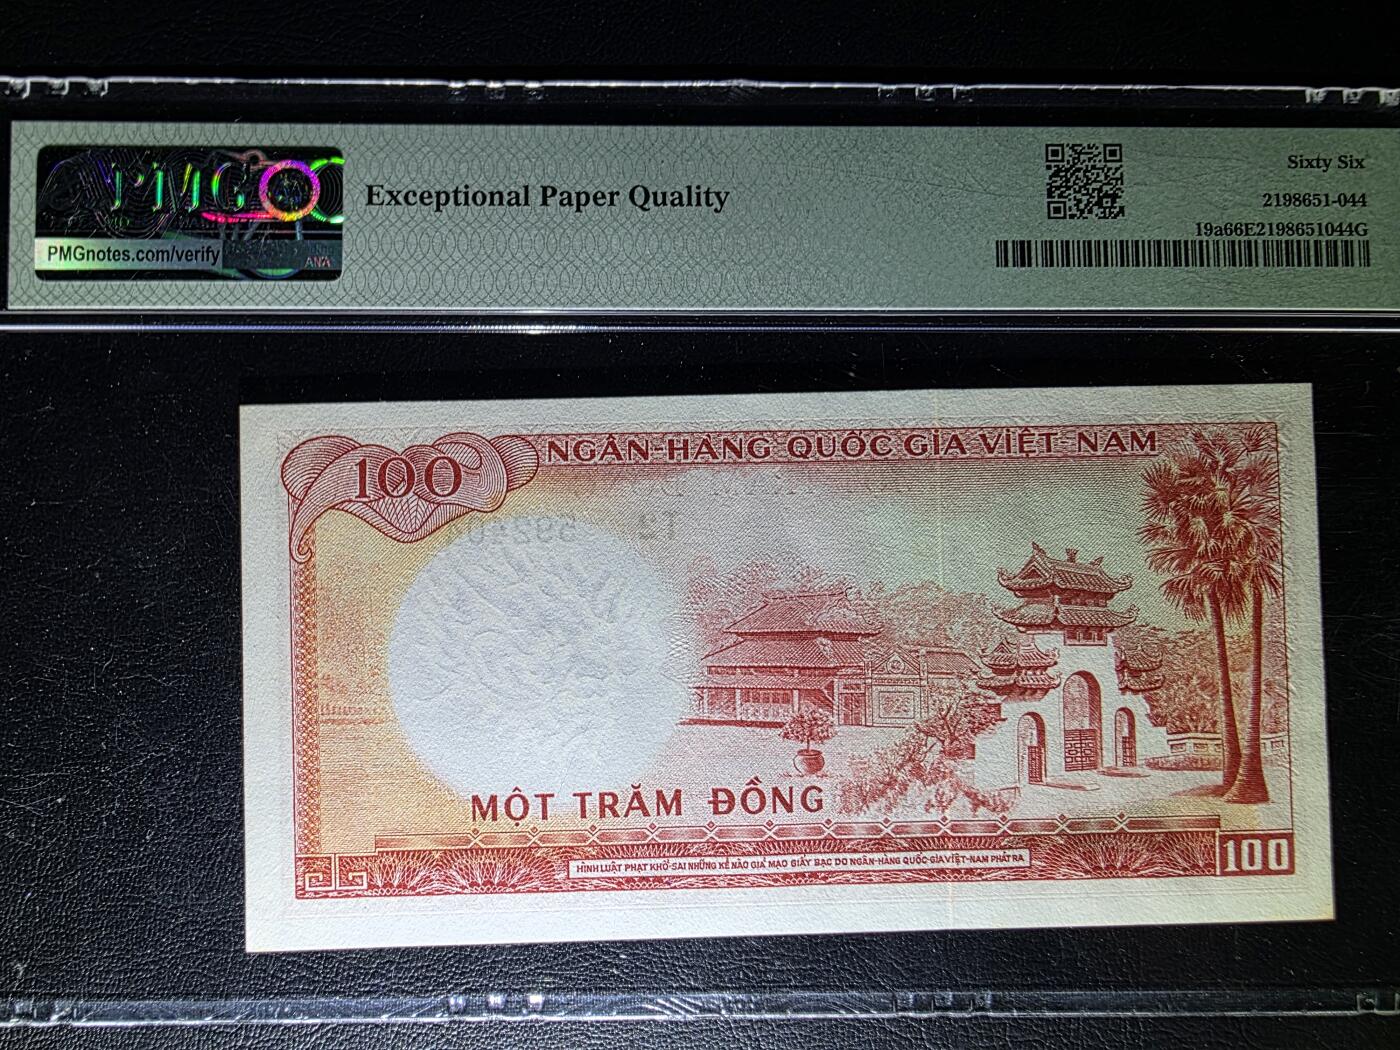 PMG
PMGnotes.com/verify
ANA
Exceptional Paper Quality
Sixty Six
2198651-044
19a66E2198651044G
100
NGÂN-HÀNG QUỐC GIA VIỆT-NAM
MỘT TRĂM ĐỒNG
HÌNH LUẬT PHẠT KHỔ-SAI NHỮNG KẺ NÀO GIẢ MẠO GIẤY BẠC DO NGÂN-HÀNG QUỐC-GIA VIỆT-NAM PHÁT RA
100